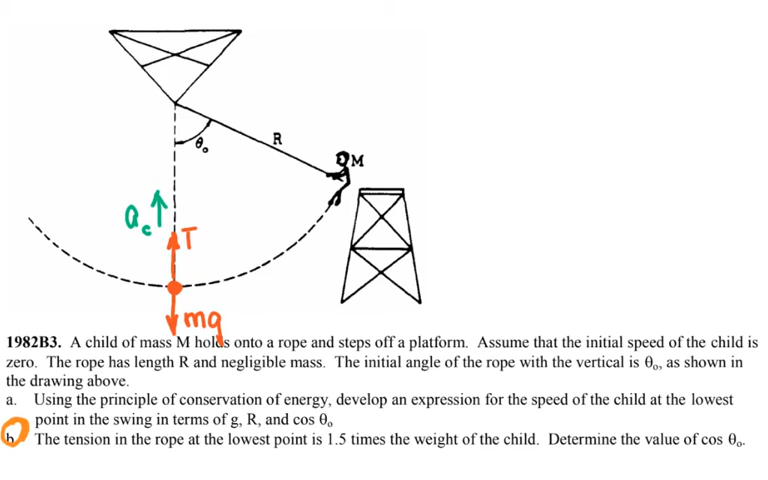 R
θ₀
M
a꜀
T
mg
1982B3. A child of mass M holds onto a rope and steps off a platform. Assume that the initial speed of the child is
zero. The rope has length R and negligible mass. The initial angle of the rope with the vertical is θ₀, as shown in
the drawing above.
a. Using the principle of conservation of energy, develop an expression for the speed of the child at the lowest
point in the swing in terms of g, R, and cos θ₀
b. The tension in the rope at the lowest point is 1.5 times the weight of the child. Determine the value of cos θ₀.